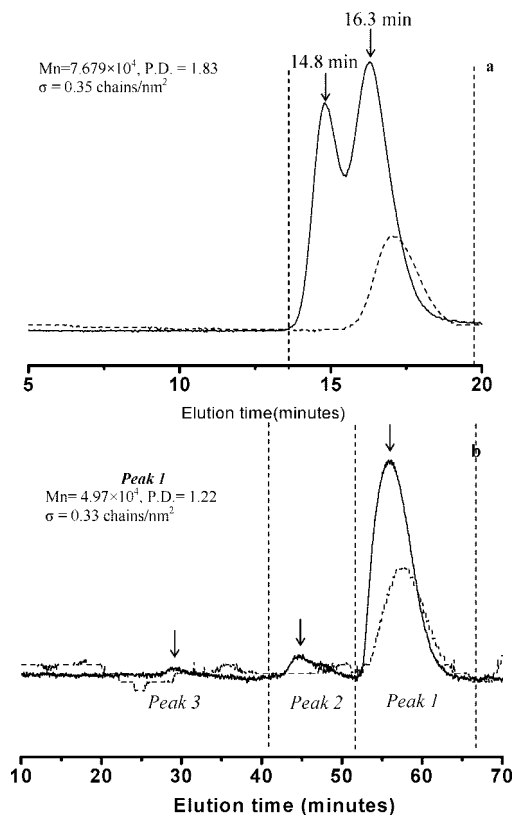 16.3 min
14.8 min
Mn=7.679×10⁴, P.D. = 1.83
σ = 0.35 chains/nm²
a
5 10 15 20
Elution time(minutes)
b
Peak 1
Mn= 4.97×10⁴, P.D.= 1.22
σ = 0.33 chains/nm²
Peak 3 Peak 2 Peak 1
10 20 30 40 50 60 70
Elution time (minutes)